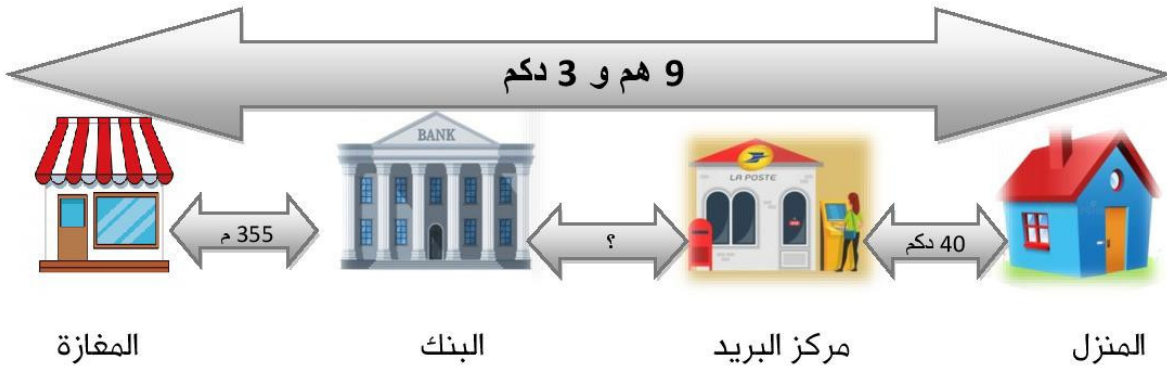 9 هم و 3 دكم
BANK
LA POSTE
40 دكم
؟
355 م
المنزل
مركز البريد
البنك
المغازة